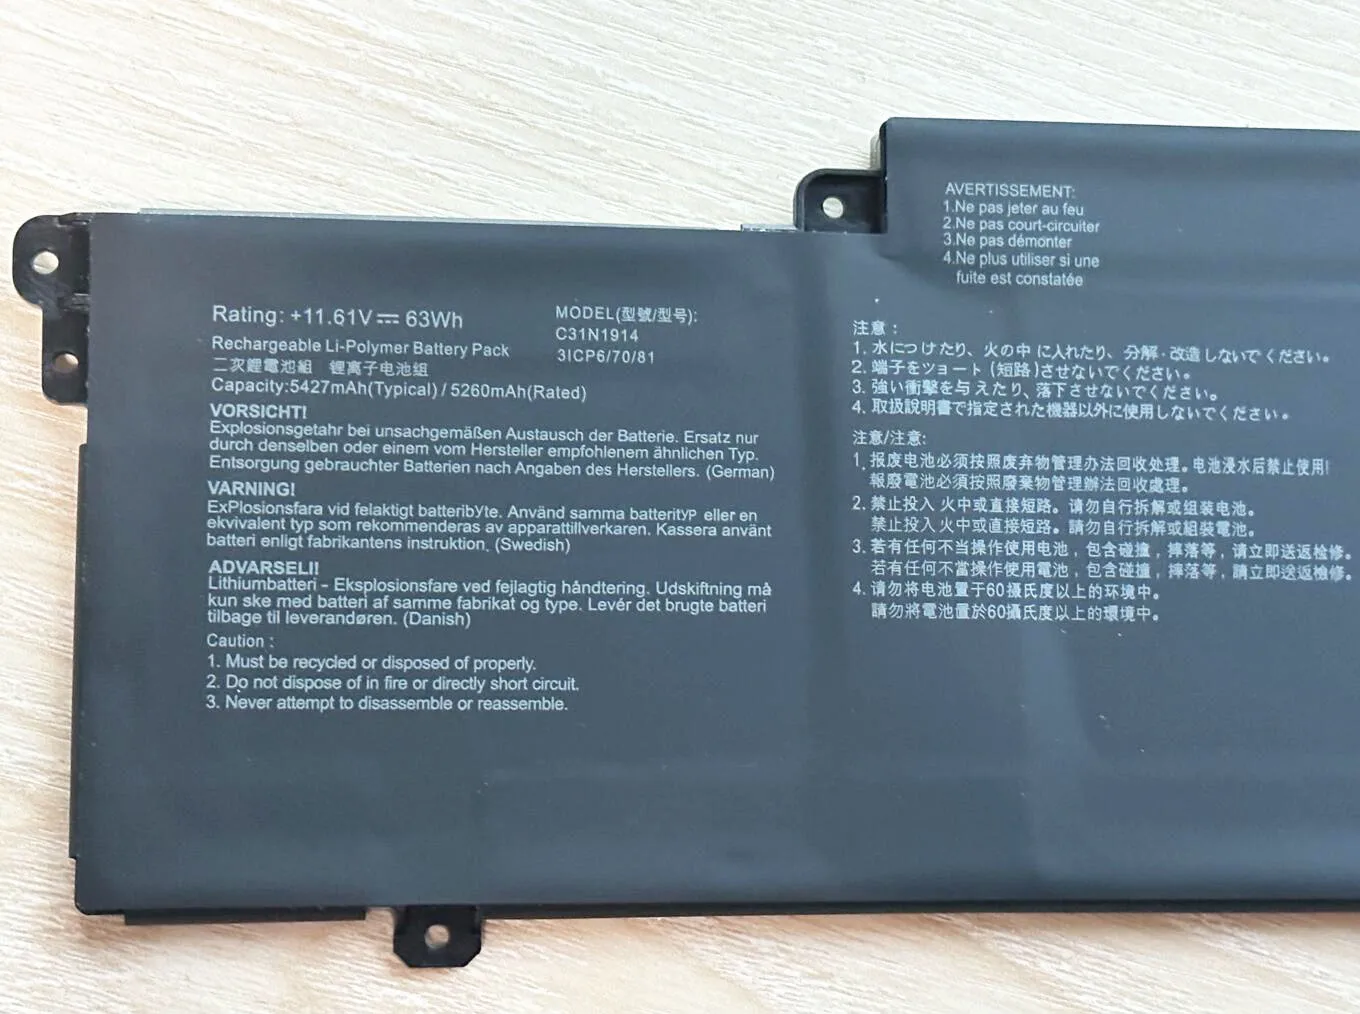 Rating: +11.61V⎓ 63Wh
Rechargeable Li-Polymer Battery Pack
二次鋰電池組 锂离子电池组
Capacity:5427mAh(Typical) / 5260mAh(Rated)
MODEL(型號/型号):
C31N1914
3ICP6/70/81
VORSICHT!
Explosionsgetahr bei unsachgemäßen Austausch der Batterie. Ersatz nur
durch denselben oder einem vom Hersteller empfohlenem ähnlichen Typ.
Entsorgung gebrauchter Batterien nach Angaben des Herstellers. (German)
VARNING!
ExPlosionsfara vid felaktigt batteribYte. Använd samma batteritYP eller en
ekvivalent typ som rekommenderas av apparattillverkaren. Kassera använt
batteri enligt fabrikantens instruktion. (Swedish)
ADVARSELI!
Lithiumbatteri - Eksplosionsfare ved fejlagtig håndtering. Udskiftning må
kun ske med batteri af samme fabrikat og type. Levér det brugte batteri
tilbage til leverandøren. (Danish)
Caution :
1. Must be recycled or disposed of properly.
2. Do not dispose of in fire or directly short circuit.
3. Never attempt to disassemble or reassemble.
AVERTISSEMENT:
1.Ne pas jeter au feu
2.Ne pas court-circuiter
3.Ne pas démonter
4.Ne plus utiliser si une
fuite est constatée
注意 :
1. 水につけたり、火の中に入れたり、分解·改造しないでください。
2. 端子をツョート (短路) させないでください。
3. 強い衝撃を与えたり、落下させないでください。
4. 取扱說明書で指定された機器以外に使用しないでください。
注意/注意:
1. 报废电池必须按照废弃物管理办法回收处理。电池浸水后禁止使用!
報廢電池必須按照廢棄物管理辦法回收處理。
2. 禁止投入火中或直接短路。请勿自行拆解或组装电池。
禁止投入火中或直接短路。請勿自行拆解或組裝電池。
3. 若有任何不当操作使用电池，包含碰撞，摔落等，请立即送返检修。
若有任何不當操作使用電池，包含碰撞，摔落等，請立即送返檢修。
4. 请勿将电池置于60摄氏度以上的环境中。
請勿將電池置於60攝氏度以上的環境中。